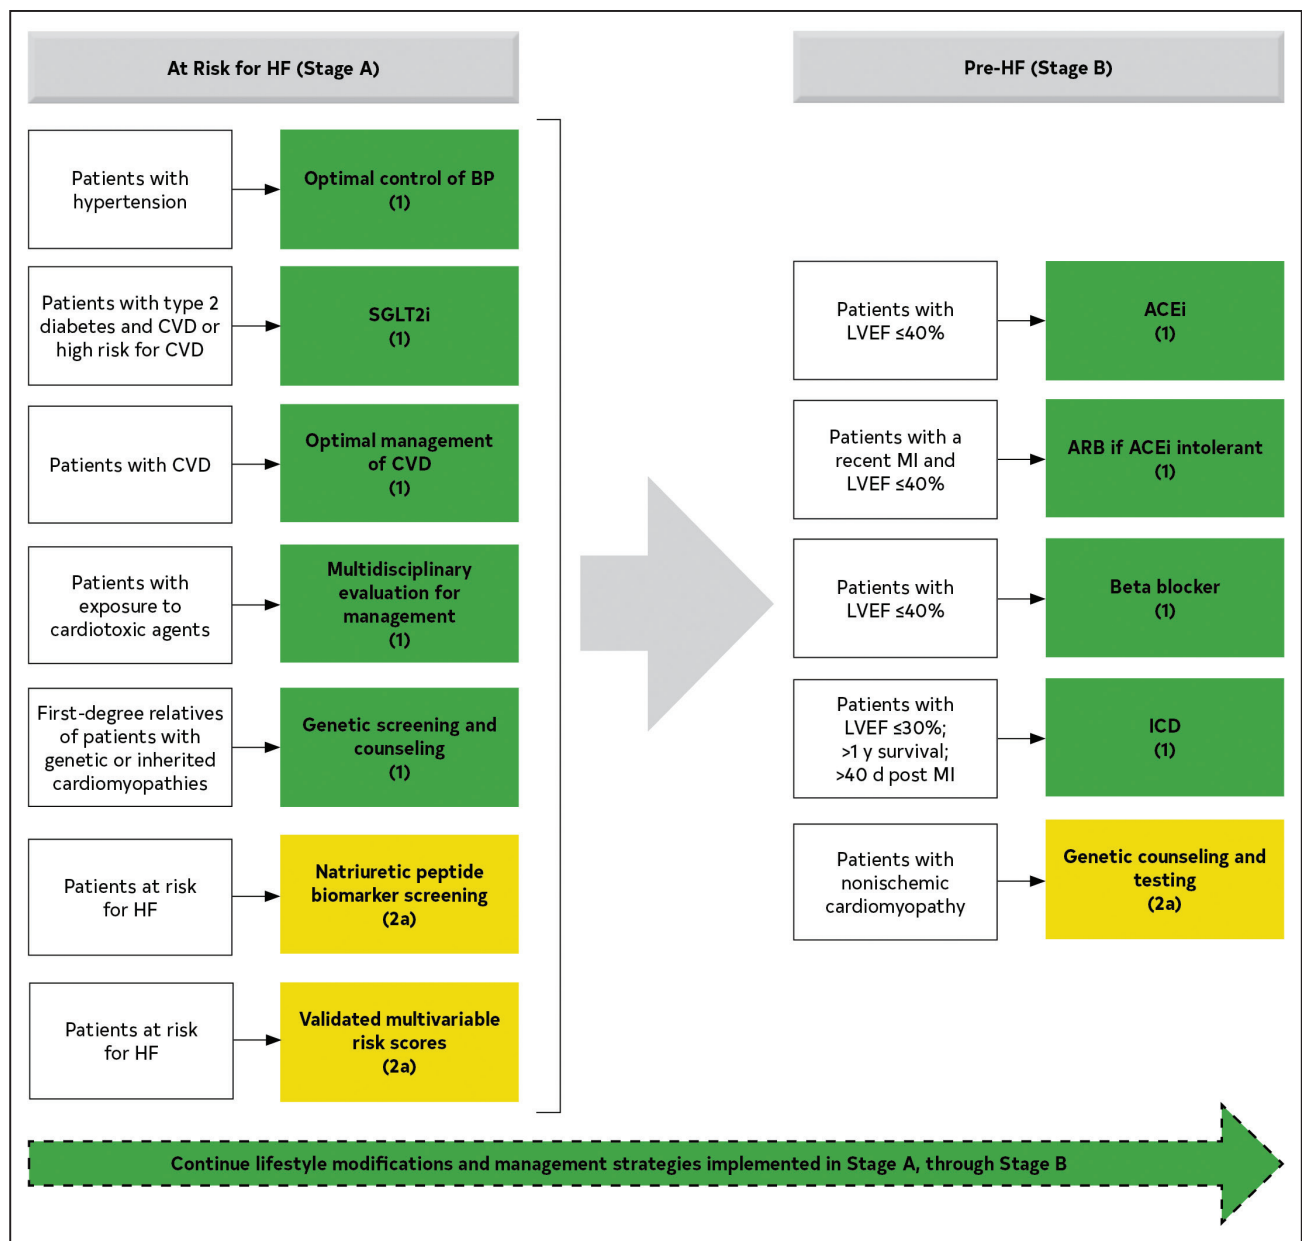 At Risk for HF (Stage A)
Patients with
hypertension
Optimal control of BP
(1)
Patients with type 2
diabetes and CVD or
high risk for CVD
SGLT2i
(1)
Patients with CVD
Optimal management
of CVD
(1)
Patients with
exposure to
cardiotoxic agents
Multidisciplinary
evaluation for
management
(1)
First-degree relatives
of patients with
genetic or inherited
cardiomyopathies
Genetic screening and
counseling
(1)
Patients at risk
for HF
Natriuretic peptide
biomarker screening
(2a)
Patients at risk
for HF
Validated multivariable
risk scores
(2a)
Pre-HF (Stage B)
Patients with
LVEF ≤40%
ACEi
(1)
Patients with a
recent MI and
LVEF ≤40%
ARB if ACEi intolerant
(1)
Patients with
LVEF ≤40%
Beta blocker
(1)
Patients with
LVEF ≤30%;
>1 y survival;
>40 d post MI
ICD
(1)
Patients with
nonischemic
cardiomyopathy
Genetic counseling and
testing
(2a)
Continue lifestyle modifications and management strategies implemented in Stage A, through Stage B